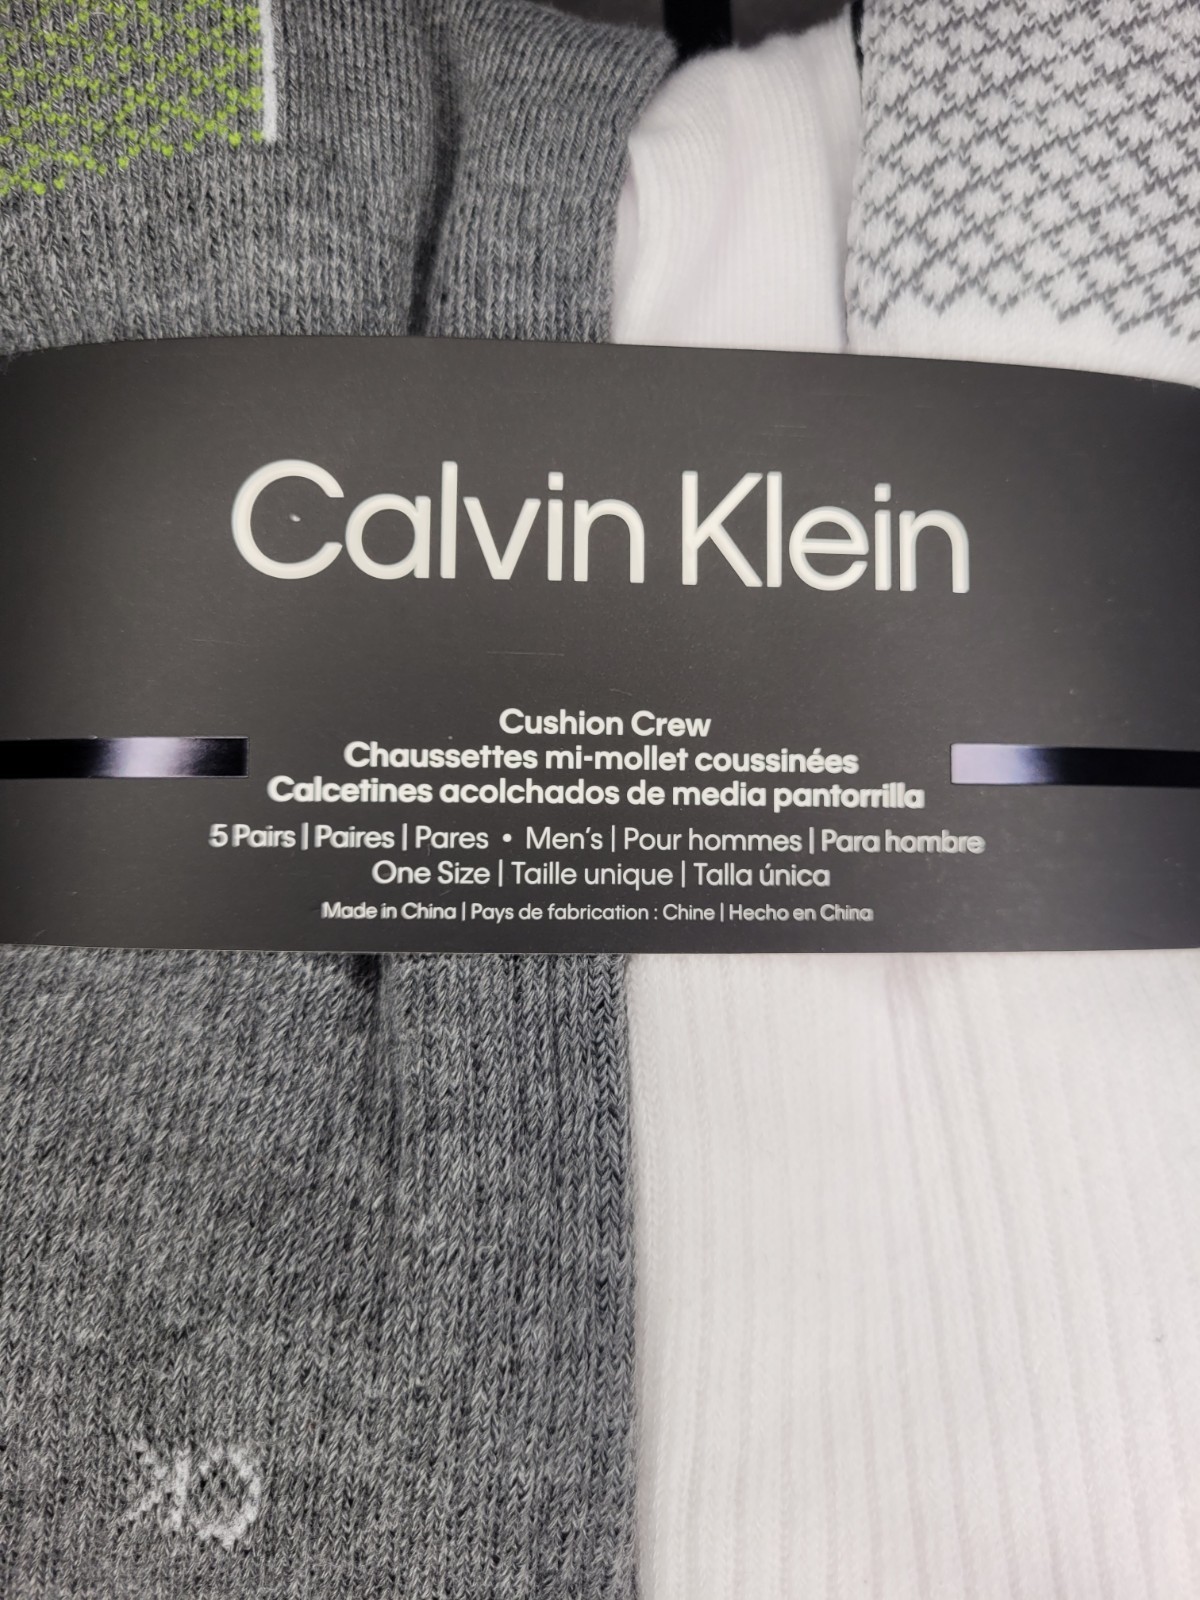 Calvin Klein
Cushion Crew
Chaussettes mi-mollet coussinées
Calcetines acolchados de media pantorrilla
5 Pairs | Paires | Pares • Men's | Pour hommes | Para hombre
One Size | Taille unique | Talla única
Made in China | Pays de fabrication : Chine | Hecho en China
CK